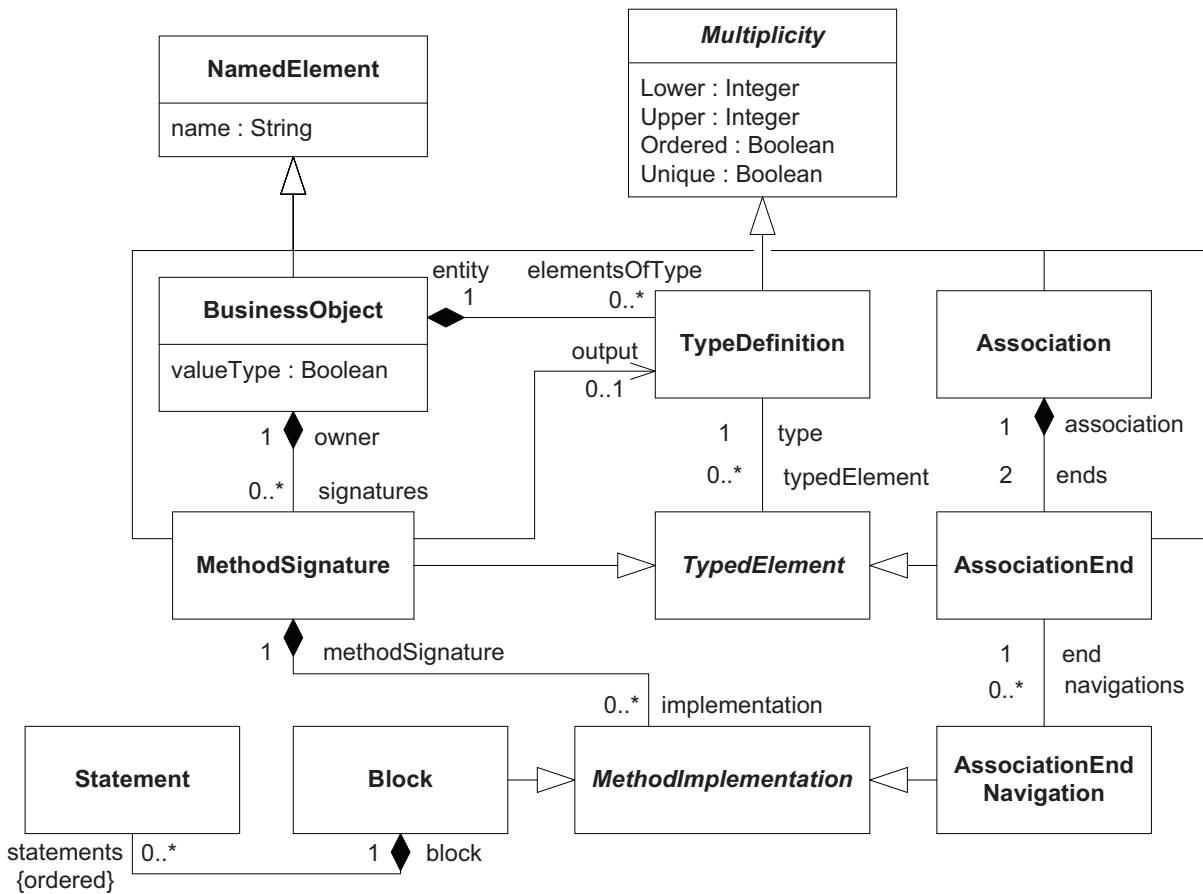 NamedElement
name : String
Multiplicity
Lower : Integer
Upper : Integer
Ordered : Boolean
Unique : Boolean
BusinessObject
valueType : Boolean
entity
1
elementsOfType
0..*
TypeDefinition
Association
output
0..1
1
owner
0..*
signatures
1
type
0..*
typedElement
1
association
2
ends
MethodSignature
TypedElement
AssociationEnd
1
methodSignature
0..*
implementation
1
end
0..*
navigations
Statement
Block
MethodImplementation
AssociationEnd
Navigation
statements
{ordered}
0..*
1
block